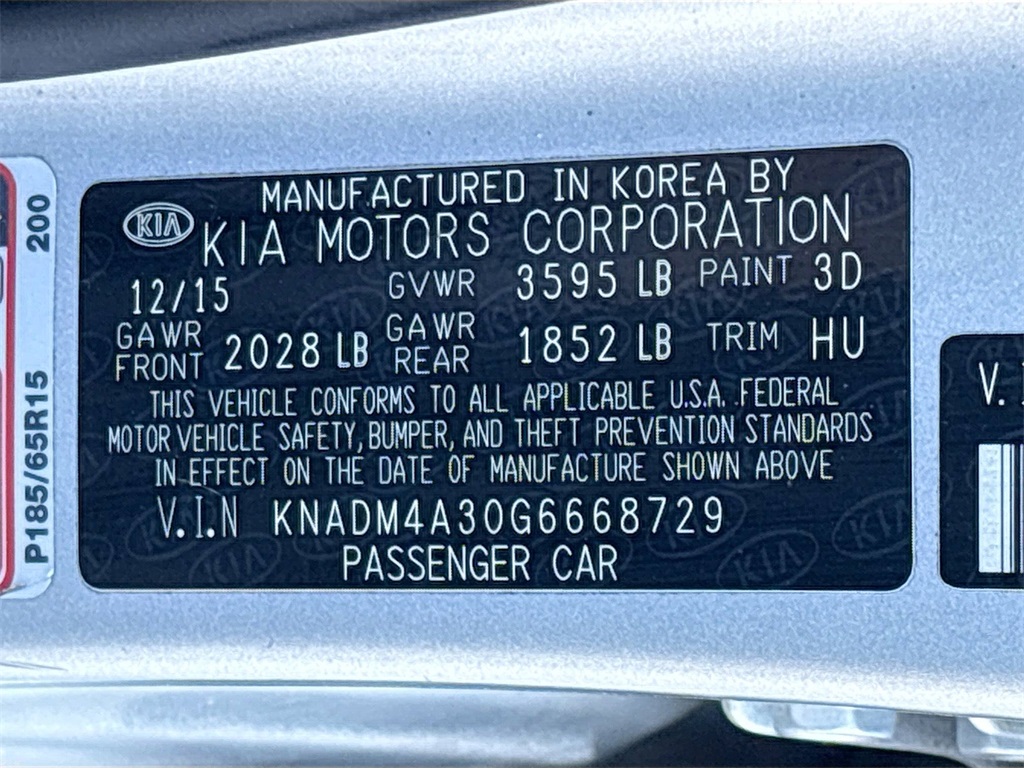 MANUFACTURED IN KOREA BY
KIA
KIA MOTORS CORPORATION
12/15 GVWR 3595 LB PAINT 3D
GAWR FRONT 2028 LB GAWR REAR 1852 LB TRIM HU
THIS VEHICLE CONFORMS TO ALL APPLICABLE U.S.A. FEDERAL
MOTOR VEHICLE SAFETY, BUMPER, AND THEFT PREVENTION STANDARDS
IN EFFECT ON THE DATE OF MANUFACTURE SHOWN ABOVE
V.I.N KNADM4A30G6668729
PASSENGER CAR
P185/65R15 200